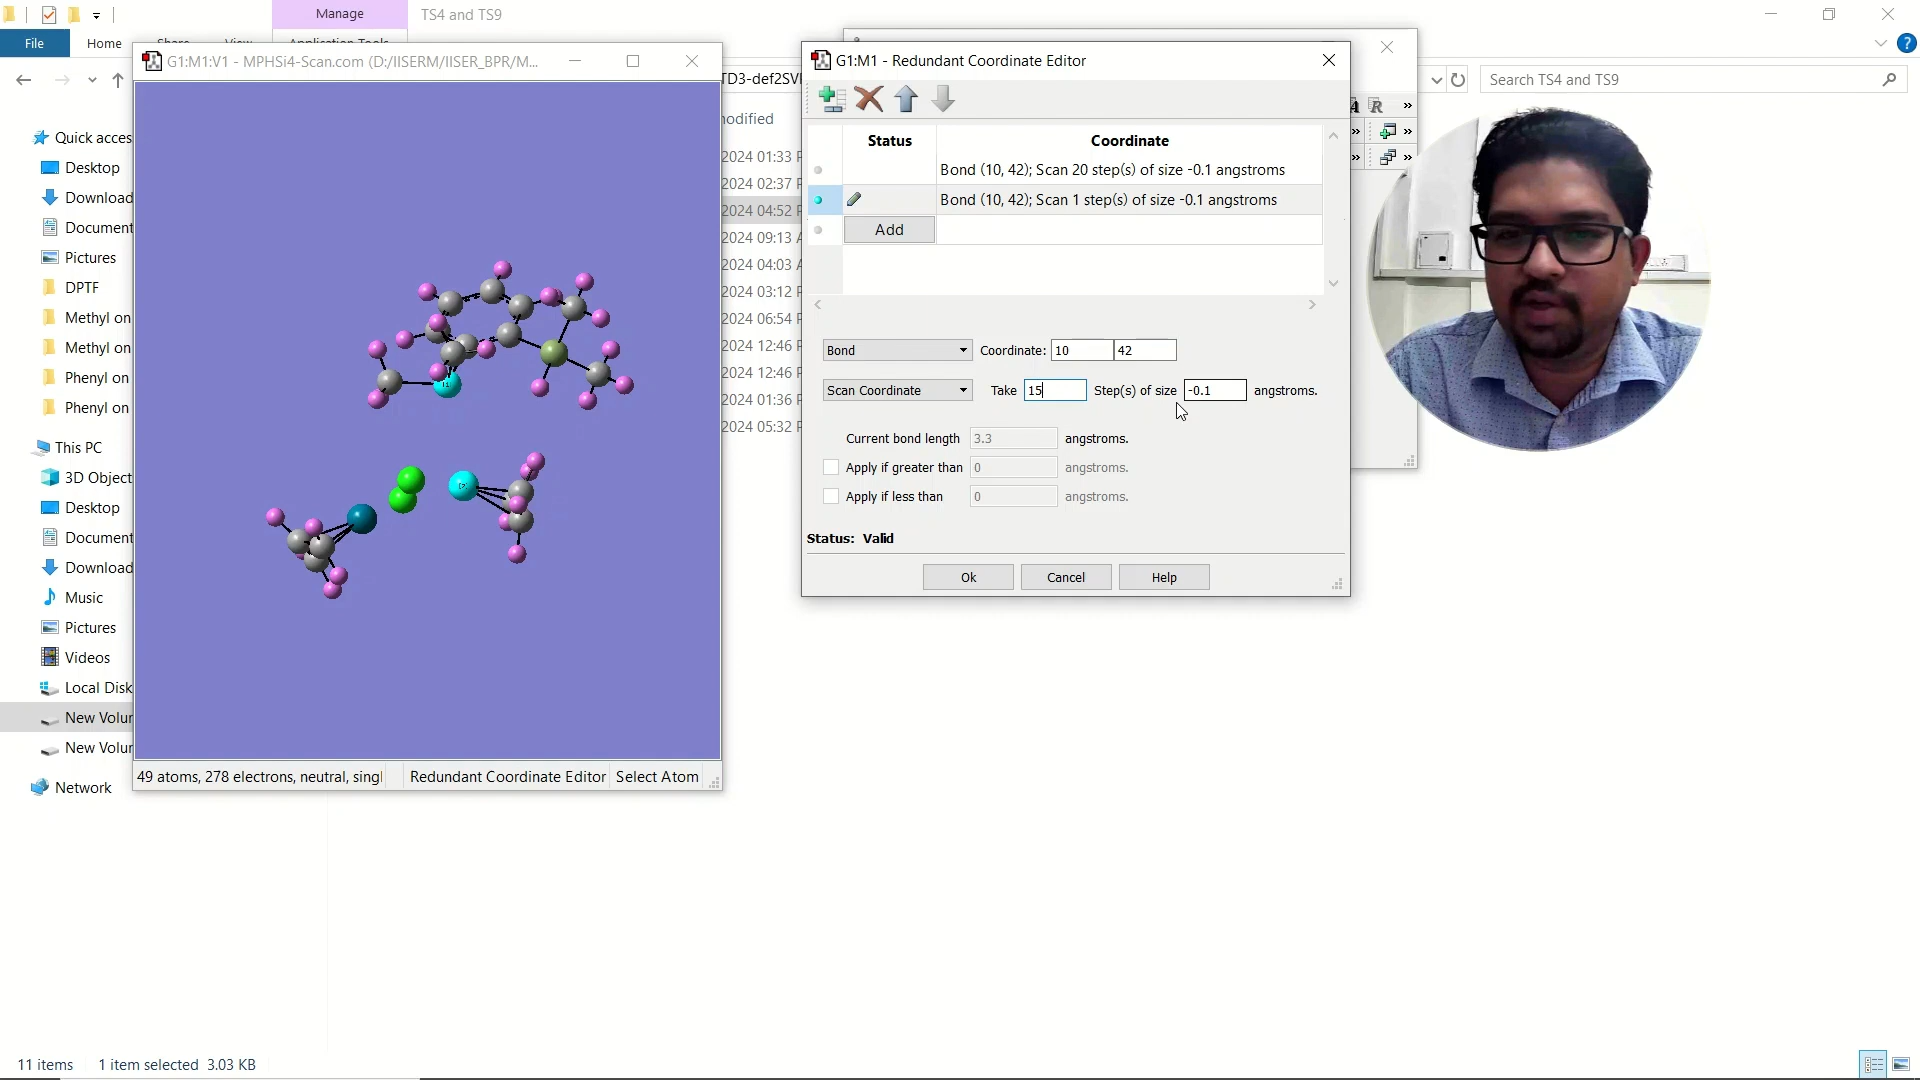 Manage
TS4 and TS9
File
Home
Share
View
Application Tools
G1:M1:V1 - MPHSi4-Scan.com (D:/IISERM/IISER_BPR/M...
TD3-def2SVP
Search TS4 and TS9
Quick acces
Desktop
Download
Document
Pictures
DPTF
Methyl on
Methyl on
Phenyl on
Phenyl on
This PC
3D Object
Desktop
Document
Download
Music
Pictures
Videos
Local Disk
New Volur
New Volur
Network
odified
2024 01:33 P
2024 02:37 P
2024 04:52 P
2024 09:13 A
2024 04:03 A
2024 03:12 P
2024 06:54 P
2024 12:46 P
2024 12:46 P
2024 01:36 P
2024 05:32 P
49 atoms, 278 electrons, neutral, singl
Redundant Coordinate Editor
Select Atom
G1:M1 - Redundant Coordinate Editor
Status
Coordinate
Bond (10, 42); Scan 20 step(s) of size -0.1 angstroms
Bond (10, 42); Scan 1 step(s) of size -0.1 angstroms
Add
Bond
Coordinate:
10
42
Scan Coordinate
Take
15
Step(s) of size
-0.1
angstroms.
Current bond length
3.3
angstroms.
Apply if greater than
0
angstroms.
Apply if less than
0
angstroms.
Status: Valid
Ok
Cancel
Help
R
11 items
1 item selected 3.03 KB